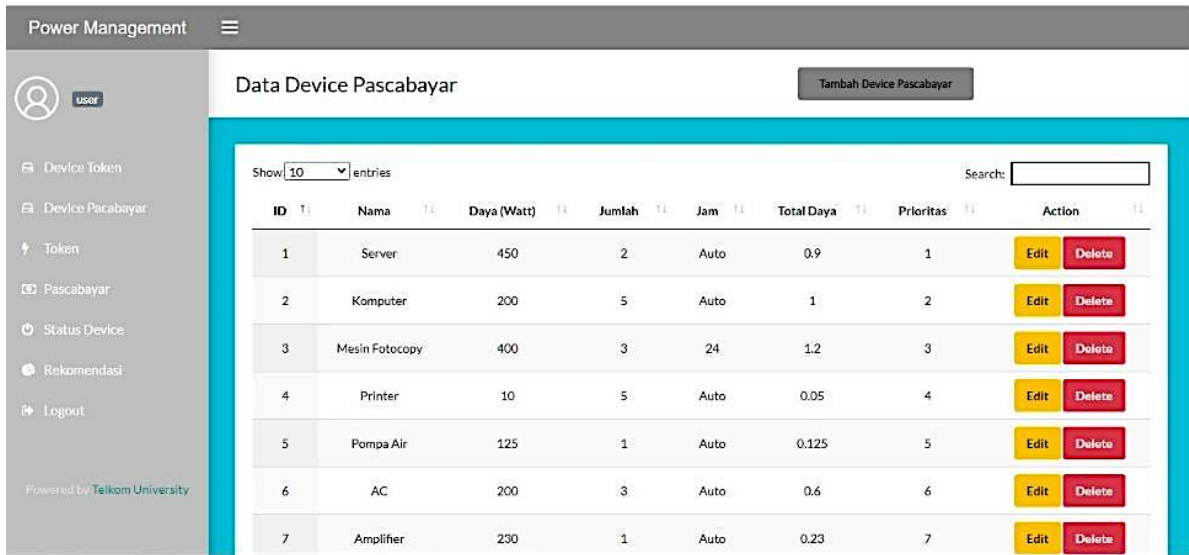 Power Management
user
Device Token
Device Pacabayar
Token
Pascabayar
Status Device
Rekomendasi
Logout
Powered by Telkom University
Data Device Pascabayar
Tambah Device Pascabayar
Show 10 entries
Search:
ID Nama Daya (Watt) Jumlah Jam Total Daya Prioritas Action
1 Server 450 2 Auto 0.9 1 Edit Delete
2 Komputer 200 5 Auto 1 2 Edit Delete
3 Mesin Fotocopy 400 3 24 1.2 3 Edit Delete
4 Printer 10 5 Auto 0.05 4 Edit Delete
5 Pompa Air 125 1 Auto 0.125 5 Edit Delete
6 AC 200 3 Auto 0.6 6 Edit Delete
7 Amplifier 230 1 Auto 0.23 7 Edit Delete